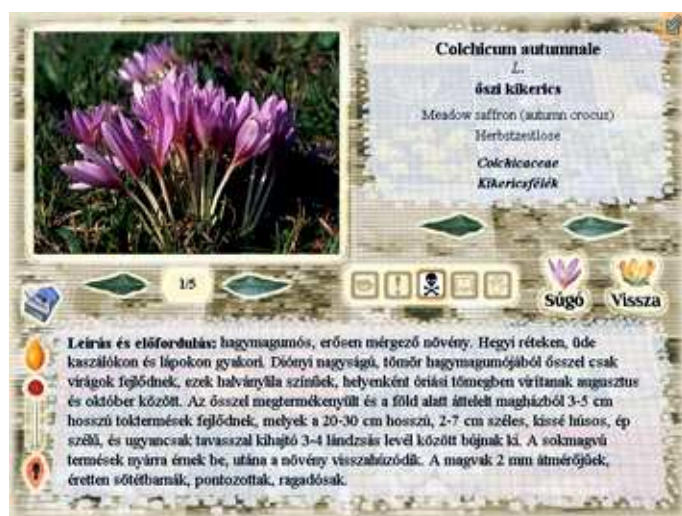 Colchicum autumnale
L.
őszi kikerics
Meadow saffron (autumn crocus)
Herbstzeitlose
Colchicaceae
Kikericsfélék
1/5
Súgó
Vissza
Leírás és előfordulás: hagymagumós, erősen mérgező növény. Hegyi réteken, üde
kaszálókon és lápokon gyakori. Diónyi nagyságú, tömör hagymagumójából ősszel csak
virágok fejlődnek, ezek halványlila színűek, helyenként óriási tömegben virítanak augusztus
és október között. Az ősszel megtermékenyült és a föld alatt áttelelt magházból 3-5 cm
hosszú toktermések fejlődnek, melyek a 20-30 cm hosszú, 2-7 cm széles, kissé húsos, ép
szélű, és ugyancsak tavasszal kihajtó 3-4 lándzsás levél között bújnak ki. A sokmagvú
termések nyárra érnek be, utána a növény visszahúzódik. A magvak 2 mm átmérőjűek,
éretten sötétbarnák, pontozottak, ragadósak.